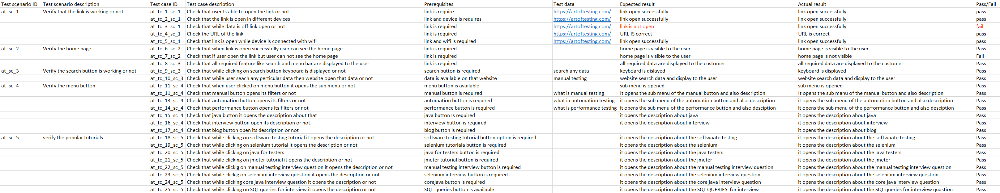 Test scenario ID Test scenario description Test case ID Test case description Prerequisites Test data Expected result Actual result Pass/Fail
at_sc_1 Verify that the link is working or not at_tc_1_sc_1 Check that user Is able to open the link or not link is require https://artoftesting.com/ link open successfully link open successfully pass
at_tc_2_sc_1 Check that the link is open in different devices link and device is requires https://artoftesting.com/ link open successfully link open successfully pass
at_tc_3_sc_1 Check that while data is off link open or not link is required https://artoftesting.com/ link is not open link open successfully fail
at_tc_4_sc_1 Check the URL of the link link is required https://artoftesting.com/ URL IS correct URL is correct pass
at_tc_5_sc_1 Check that link is open while device is connected with wifi link and wifi is required https://artoftesting.com/ link open successfully link open successfully pass
at_sc_2 Verify the home page at_tc_6_sc_2 Check that when link is open successfully user can see the home page link is required home page is visible to the user home page is visible to the user Pass
at_tc_7_sc_2 Check that if user open the link but user can not see the home page link is required home page is visible to the user home page is not visible Fail
at_tc_8_sc_3 Check that all required feature like search and menu bar are displayed to the user link is required all required data are displayed to the customer all required data are displayed to the customer Pass
at_sc_3 Verify the search button is working or not at_tc_9_sc_3 Check that while clicking on search button keyboard is displayed or not search button is required search any data keyboard is dislayed keyboard is displayed Pass
at_tc_10_sc_3 Check that while user seach any perticular data then website open that data or not data is available on that website manual testing website search data and display to the user website search data and display to the user Pass
at_sc_4 Verify the menu button at_tc_11_sc_4 Check that when user clicked on menu button it opens the sub menu or not menu button is available sub menu is opened sub menu is opened Pass
at_tc_11_sc_4 Check that manual button opens its filters or not manual button is required what is manual testing It opens the sub menu of the manual button and also description It opens the sub manu of the manual button and also description Pass
at_tc_13_sc_4 Check that automation button opens its filters or not automation button is required what ia automation testing it opens the sub menu of the automation button and also description it opens the sub menu of the automation button and also description Pass
at_tc_14_sc_4 Check that performance button opens its filters or not performance button is required what is performance testing it opens the sub menu of the performance button and also description it opens the sub menu of the performance button and also description Pass
at_tc_15_sc_4 Check that java button it opens the description about that java button Is required it opens the description about java it opens the description about java Pass
at_tc_16_sc_4 Check that interview button open its description or not interview button is required it opens the description about interview it opens the description about interview Pass
at_tc_17_sc_4 Check that blog button open its description or not blog button is required it opens the description about blog Pass
at_sc_5 verify the popular tutorials at_tc_18_sc_5 Check that while clicking on software testing tutorial it opens the description or not software testing tutorial button option is required it opens the description about the softwaate testing it opens the description about the softwaate testing Pass
at_tc_19_sc_5 Check that while clicking on selenium tutorial it opens the description or not selenium tutoriala button is required it opens the description about the selenium it opens the description about the selenium Pass
at_tc_20_sc_5 Check that while clicking on java for testers java for testers button is required it opens the description about the java testers it opens the description about the java testers Pass
at_tc_21_sc_5 Check that while clicking on jmeter tutorial it opens the description or not jmeter tutorial button is required it opens the description about the jmeter it opens the description about the jmeter Pass
at_tc_22_sc_5 Check that while clickig on manual testing interview question it opens the description or not manual testing interview button is required it opens the description about the manual testing interview question it opens the description about the manual testing interview question Pass
at_tc_23_sc_5 Check that while clickig on selenium interview question it opens the description or not selenium interview button is required it opens the description about the selenium interview question it opens the description about the selenium interview question Pass
at_tc_24_sc_5 Check that while clicking core java interview question it opens the description or not corejava button is required it opens the description about the core java interview question it opens the description about the core java interview question Pass
at_tc_25_sc_5 Check that while clicking on SQL queries for interview it opens the description or not SQL queries button is available it opens the description about the SQL QUERIES for interview it opens the description about the SQL queries for interview quastion Pass